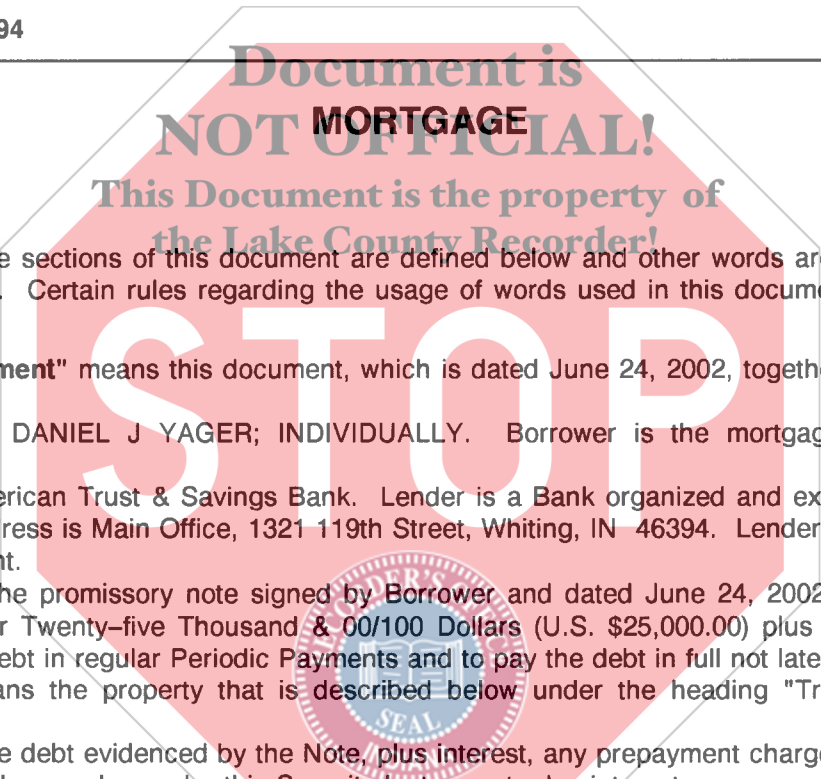 94
Document is
NOT OFFICIAL!
MORTGAGE
This Document is the property of
the Lake County Recorder!
e sections of this document are defined below and other words ar
. Certain rules regarding the usage of words used in this docume
STOP
ment" means this document, which is dated June 24, 2002, togethe
DANIEL J YAGER; INDIVIDUALLY. Borrower is the mortgag
erican Trust & Savings Bank. Lender is a Bank organized and ex
ress is Main Office, 1321 119th Street, Whiting, IN 46394. Lender
nt.
he promissory note signed by Borrower and dated June 24, 2002
r Twenty–five Thousand & 00/100 Dollars (U.S. $25,000.00) plus
ebt in regular Periodic Payments and to pay the debt in full not late
ans the property that is described below under the heading "Tr
SEAL
INDIANA
e debt evidenced by the Note, plus interest, any prepayment charge